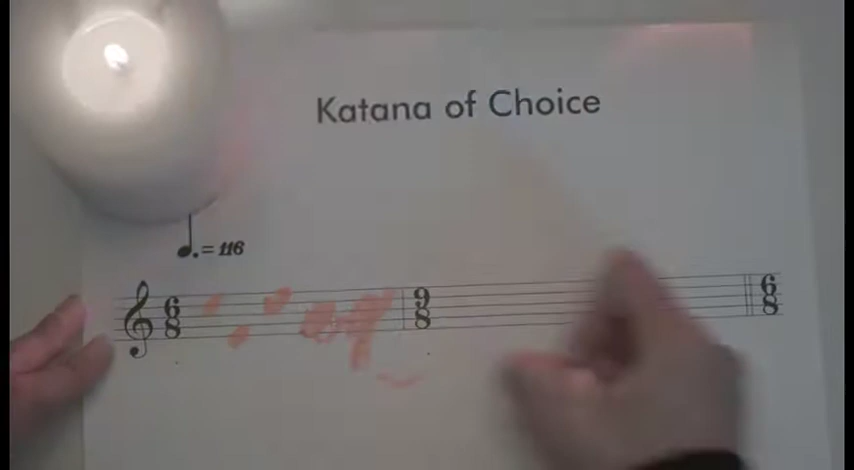 Katana of Choice
= 116
6 9 6
8 8 8